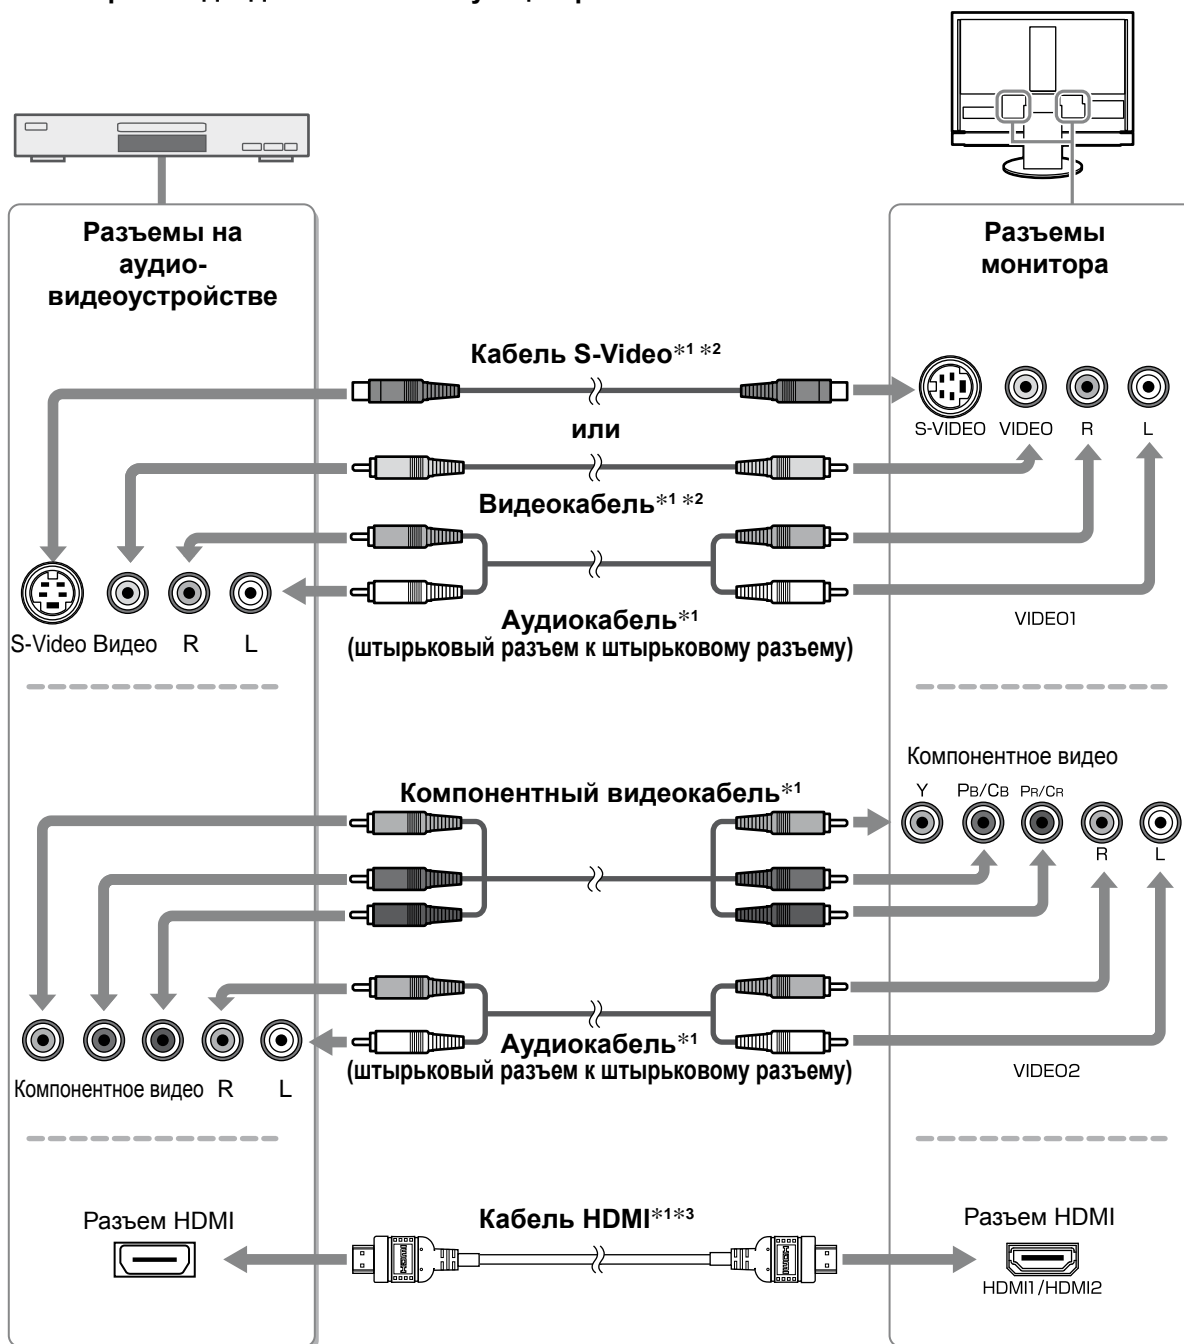 Разъемы на
аудио-
видеоустройстве
Разъемы
монитора
Кабель S-Video*1 *2
S-VIDEO VIDEO R L
или
Видеокабель*1 *2
S-Video Видео R L
Аудиокабель*1
(штырьковый разъем к штырьковому разъему)
VIDEO1
Компонентное видео
Y PB/CB PR/CR
R L
Компонентный видеокабель*1
Аудиокабель*1
(штырьковый разъем к штырьковому разъему)
Компонентное видео R L
VIDEO2
Разъем HDMI
Кабель HDMI*1*3
Разъем HDMI
HDMI1/HDMI2